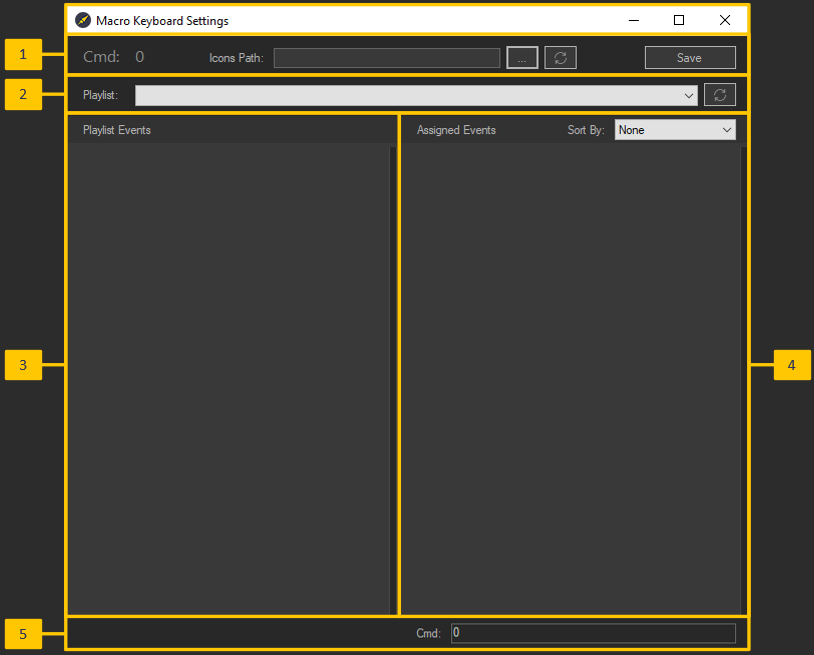 Macro Keyboard Settings
1
Cmd: 0 Icons Path: ... Save
2
Playlist:
Playlist Events Assigned Events Sort By: None
3
4
5
Cmd: 0